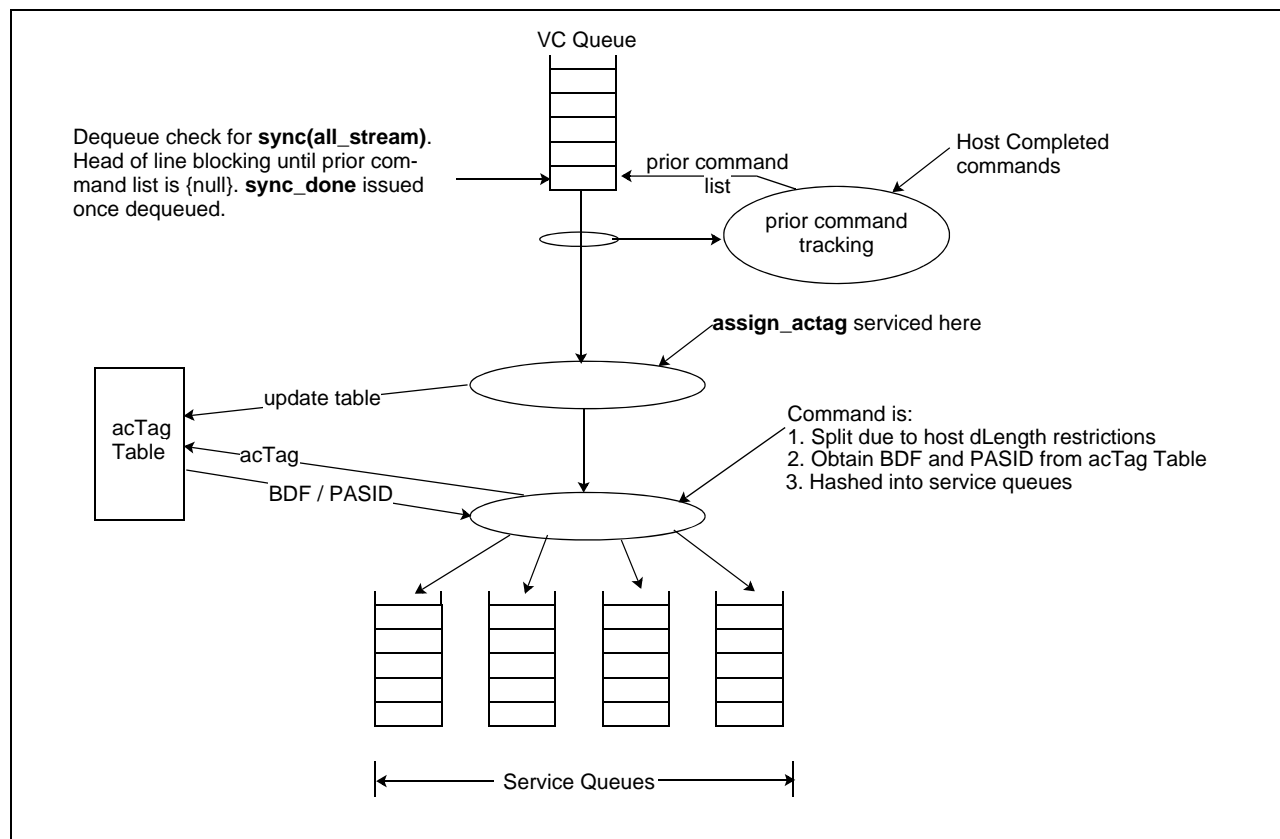 VC Queue
Dequeue check for sync(all_stream).
Head of line blocking until prior com-
mand list is {null}. sync_done issued
once dequeued.
prior command
list
Host Completed
commands
prior command
tracking
assign_actag serviced here
update table
acTag
Table
acTag
BDF / PASID
Command is:
1. Split due to host dLength restrictions
2. Obtain BDF and PASID from acTag Table
3. Hashed into service queues
Service Queues